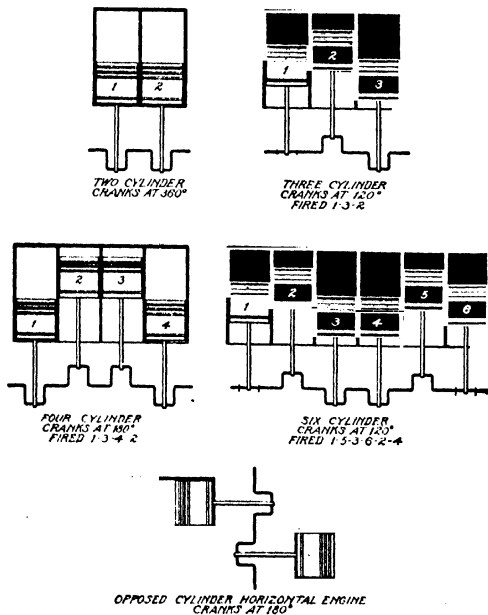 1 2
TWO CYLINDER
CRANKS AT 360°
1 2 3
THREE CYLINDER
CRANKS AT 120°
FIRED 1-3-2
1 2 3 4
FOUR CYLINDER
CRANKS AT 180°
FIRED 1-3-4-2
1 2 3 4 5 6
SIX CYLINDER
CRANKS AT 120°
FIRED 1-5-3-6-2-4
OPPOSED CYLINDER HORIZONTAL ENGINE
CRANKS AT 180°